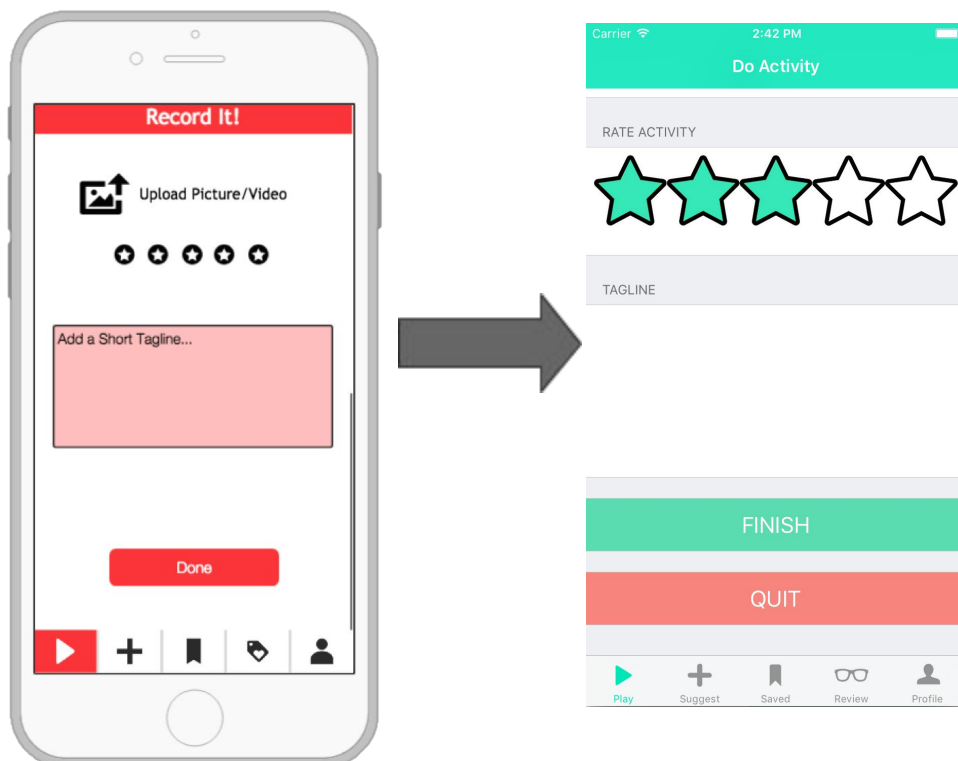 Record It!
Upload Picture/Video
Add a Short Tagline...
Done
Carrier 2:42 PM
Do Activity
RATE ACTIVITY
TAGLINE
FINISH
QUIT
Play Suggest Saved Review Profile